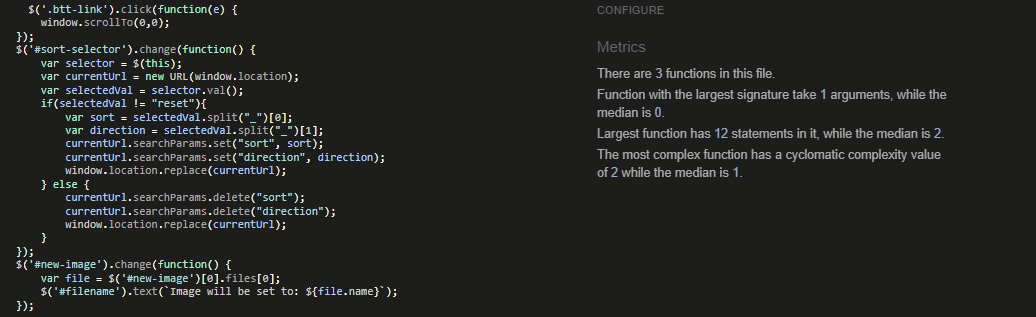 $('.btt-link').click(function(e) {
window.scrollTo(0,0);
});
$('#sort-selector').change(function() {
var selector = $(this);
var currentUrl = new URL(window.location);
var selectedVal = selector.val();
if(selectedVal != "reset"){
var sort = selectedVal.split("_")[0];
var direction = selectedVal.split("_")[1];
currentUrl.searchParams.set("sort", sort);
currentUrl.searchParams.set("direction", direction);
window.location.replace(currentUrl);
} else {
currentUrl.searchParams.delete("sort");
currentUrl.searchParams.delete("direction");
window.location.replace(currentUrl);
}
});
$('#new-image').change(function() {
var file = $('#new-image')[0].files[0];
$('#filename').text(`Image will be set to: ${file.name}`);
});
CONFIGURE
Metrics
There are 3 functions in this file.
Function with the largest signature take 1 arguments, while the
median is 0.
Largest function has 12 statements in it, while the median is 2.
The most complex function has a cyclomatic complexity value
of 2 while the median is 1.